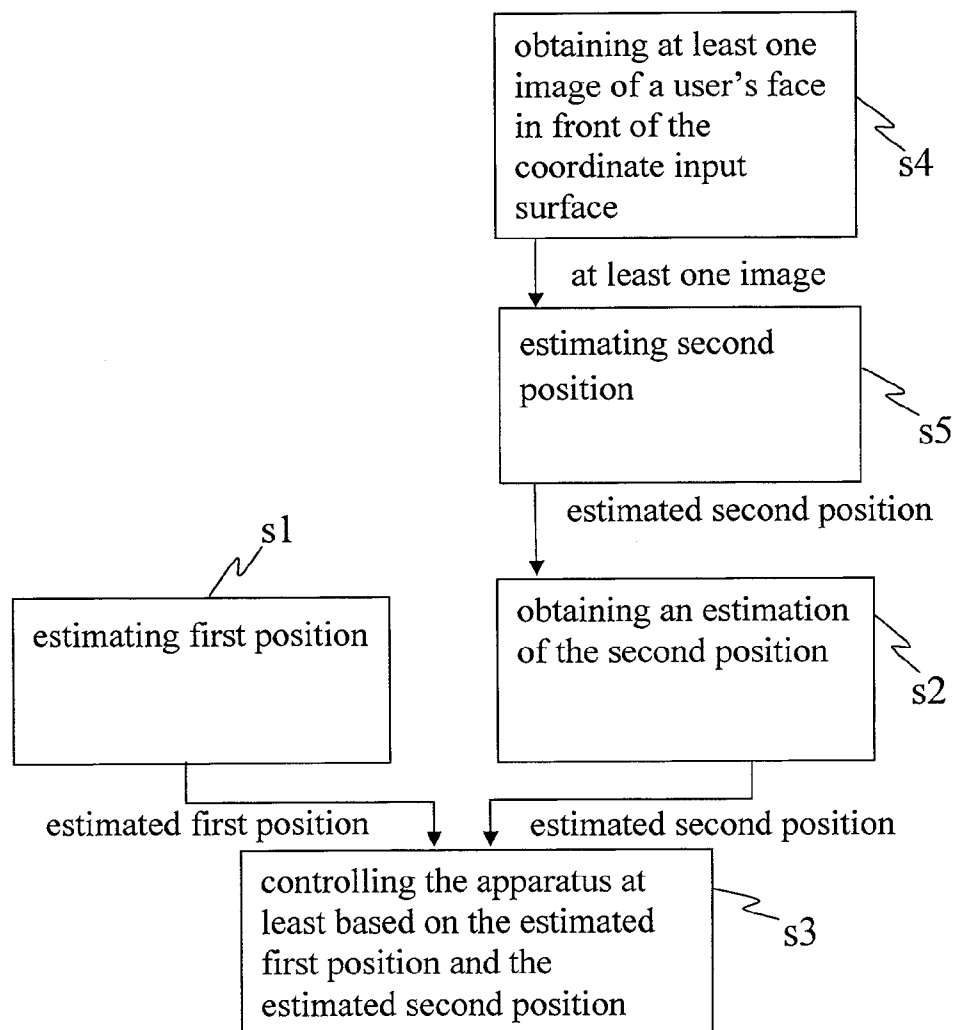 obtaining at least one
image of a user's face
in front of the
coordinate input
surface
s4
at least one image
estimating second
position
s5
estimated second position
s1
estimating first position
obtaining an estimation
of the second position
s2
estimated first position
estimated second position
controlling the apparatus at
least based on the estimated
first position and the
estimated second position
s3